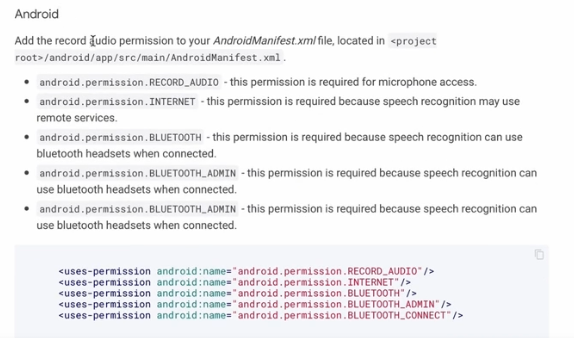 Android
Add the record audio permission to your AndroidManifest.xml file, located in <project
root>/android/app/src/main/AndroidManifest.xml .
• android.permission.RECORD_AUDIO - this permission is required for microphone access.
• android.permission.INTERNET - this permission is required because speech recognition may use
remote services.
• android.permission.BLUETOOTH - this permission is required because speech recognition can use
bluetooth headsets when connected.
• android.permission.BLUETOOTH_ADMIN - this permission is required because speech recognition can
use bluetooth headsets when connected.
• android.permission.BLUETOOTH_ADMIN - this permission is required because speech recognition can
use bluetooth headsets when connected.
<uses-permission android:name="android.permission.RECORD_AUDIO"/>
<uses-permission android:name="android.permission.INTERNET"/>
<uses-permission android:name="android.permission.BLUETOOTH"/>
<uses-permission android:name="android.permission.BLUETOOTH_ADMIN"/>
<uses-permission android:name="android.permission.BLUETOOTH_CONNECT"/>